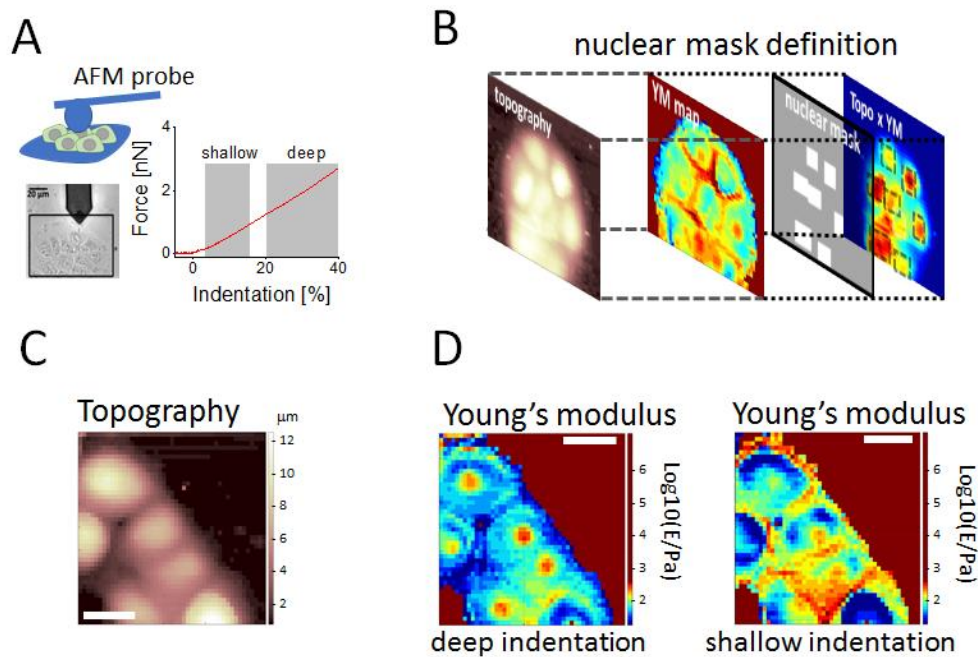 A
AFM probe
20 µm
Force [nN]
4
2
0
shallow deep
0 20 40
Indentation [%]
B
nuclear mask definition
topography
YM map
nuclear mask
Topo x YM
C
Topography
µm
12
10
8
6
4
2
D
Young's modulus
6
5
4
3
2
Log10(E/Pa)
deep indentation
Young's modulus
6
5
4
3
2
Log10(E/Pa)
shallow indentation